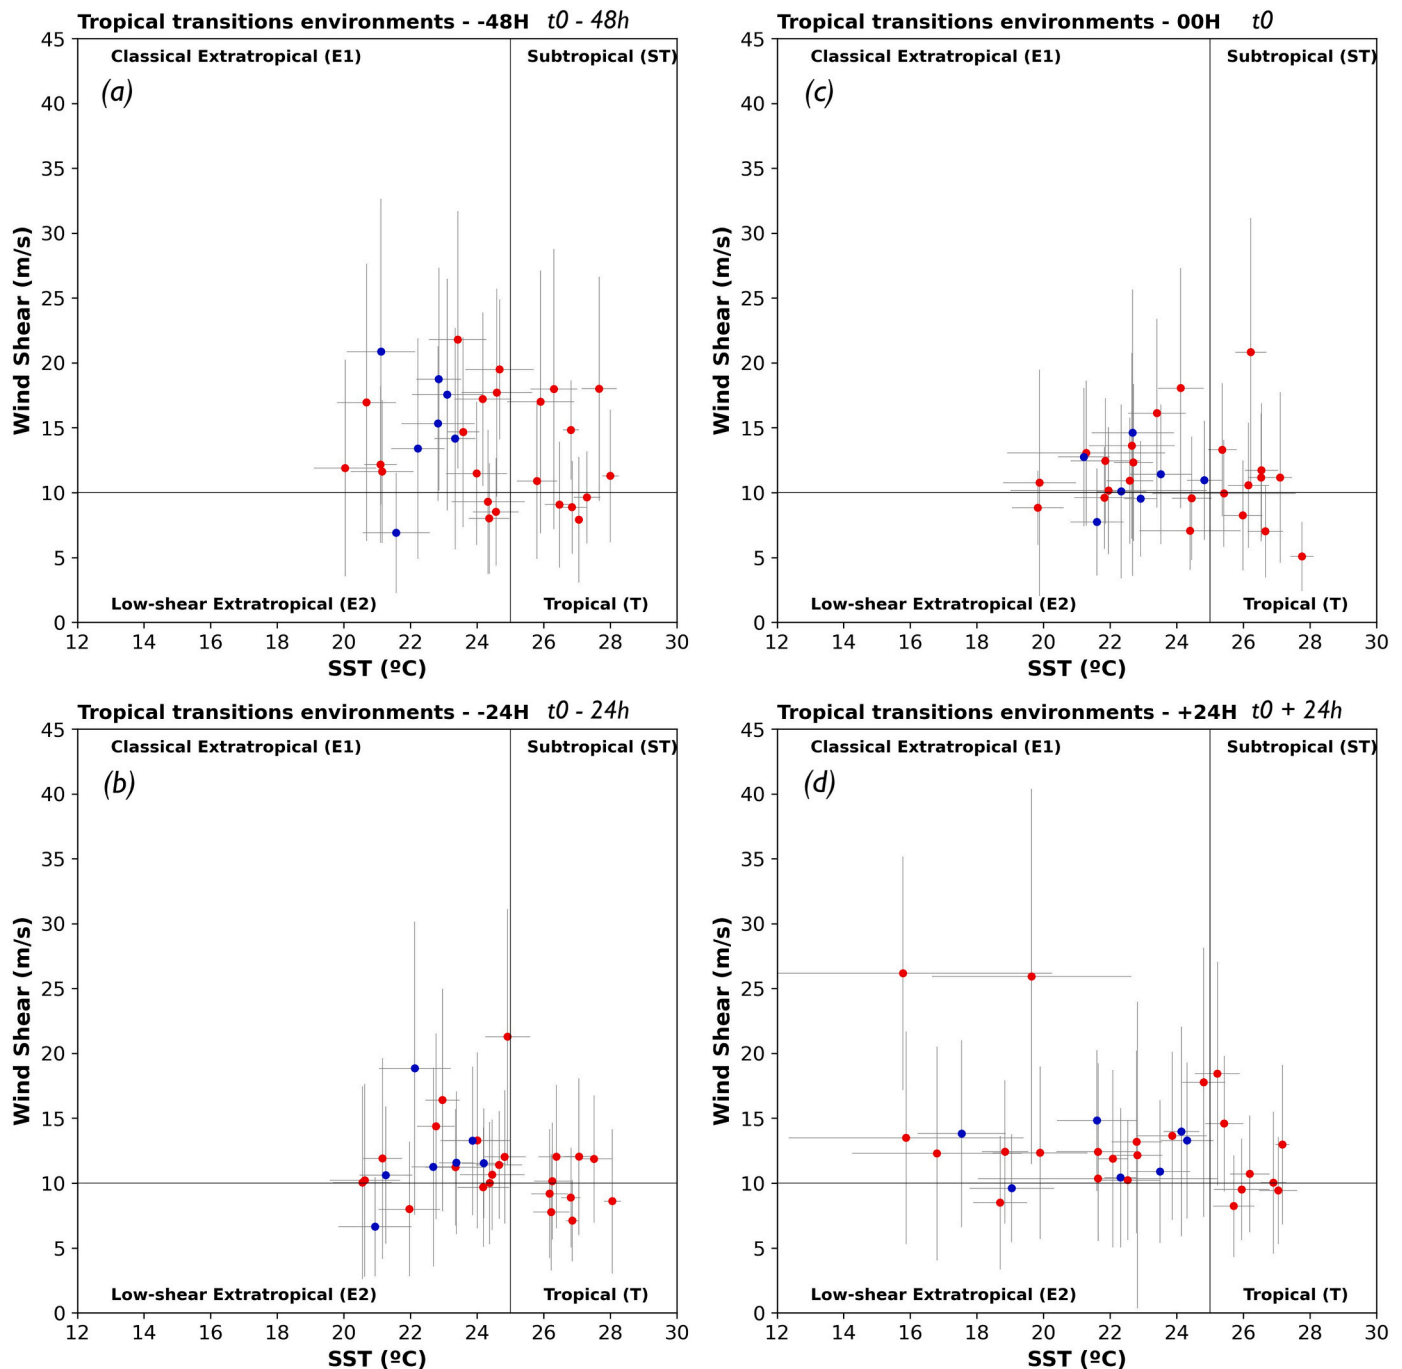 Tropical transitions environments - -48H t0 - 48h
45
40
35
30
25
20
15
10
5
0
Wind Shear (m/s)
Classical Extratropical (E1) Subtropical (ST)
(a)
Low-shear Extratropical (E2) Tropical (T)
12 14 16 18 20 22 24 26 28 30
SST (ºC)
Tropical transitions environments - 00H t0
45
40
35
30
25
20
15
10
5
0
Wind Shear (m/s)
Classical Extratropical (E1) Subtropical (ST)
(c)
Low-shear Extratropical (E2) Tropical (T)
12 14 16 18 20 22 24 26 28 30
SST (ºC)
Tropical transitions environments - -24H t0 - 24h
45
40
35
30
25
20
15
10
5
0
Wind Shear (m/s)
Classical Extratropical (E1) Subtropical (ST)
(b)
Low-shear Extratropical (E2) Tropical (T)
12 14 16 18 20 22 24 26 28 30
SST (ºC)
Tropical transitions environments - +24H t0 + 24h
45
40
35
30
25
20
15
10
5
0
Wind Shear (m/s)
Classical Extratropical (E1) Subtropical (ST)
(d)
Low-shear Extratropical (E2) Tropical (T)
12 14 16 18 20 22 24 26 28 30
SST (ºC)